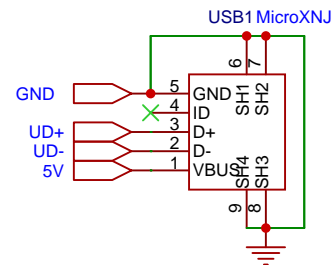 USB1 MicroXNJ
6 7
SH1 SH2
GND 5 GND
4 ID
UD+ 3 D+
UD- 2 D-
5V 1 VBUS
SH4 SH3
9 8